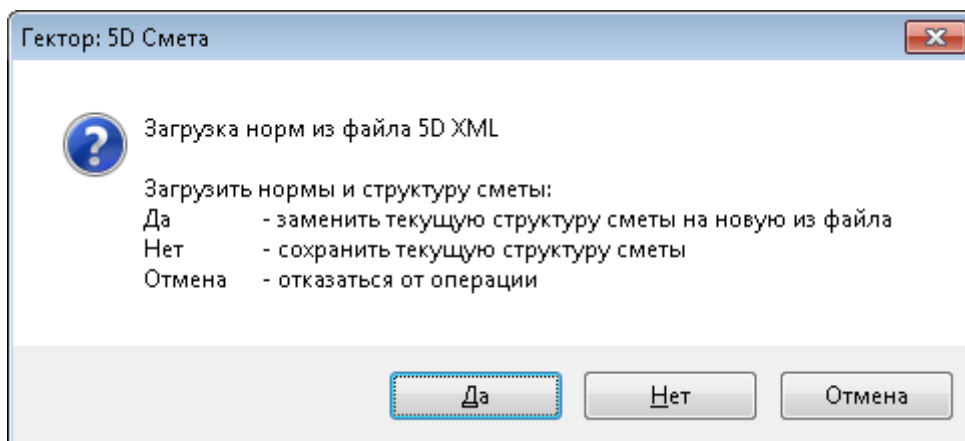 Гектор: 5D Смета
Загрузка норм из файла 5D XML
Загрузить нормы и структуру сметы:
Да - заменить текущую структуру сметы на новую из файла
Нет - сохранить текущую структуру сметы
Отмена - отказаться от операции
Да Нет Отмена